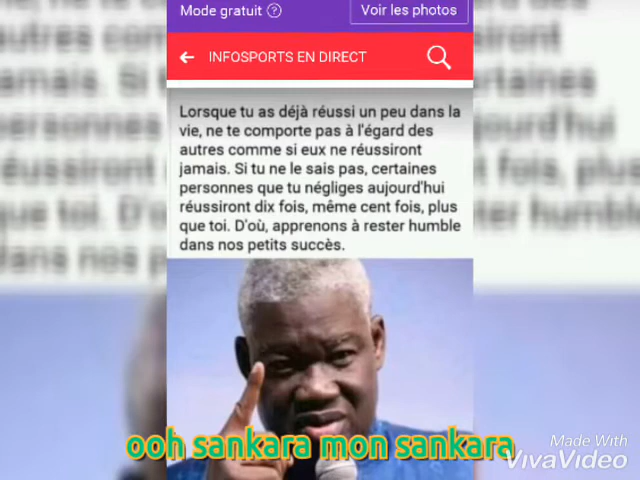 Mode gratuit ?
Voir les photos
INFOSPORTS EN DIRECT
Lorsque tu as déjà réussi un peu dans la
vie, ne te comporte pas à l'égard des
autres comme si eux ne réussiront
jamais. Si tu ne le sais pas, certaines
personnes que tu négliges aujourd'hui
réussiront dix fois, même cent fois, plus
que toi. D'où, apprenons à rester humble
dans nos petits succès.
ooh sankara mon sankara
Made With
VivaVideo